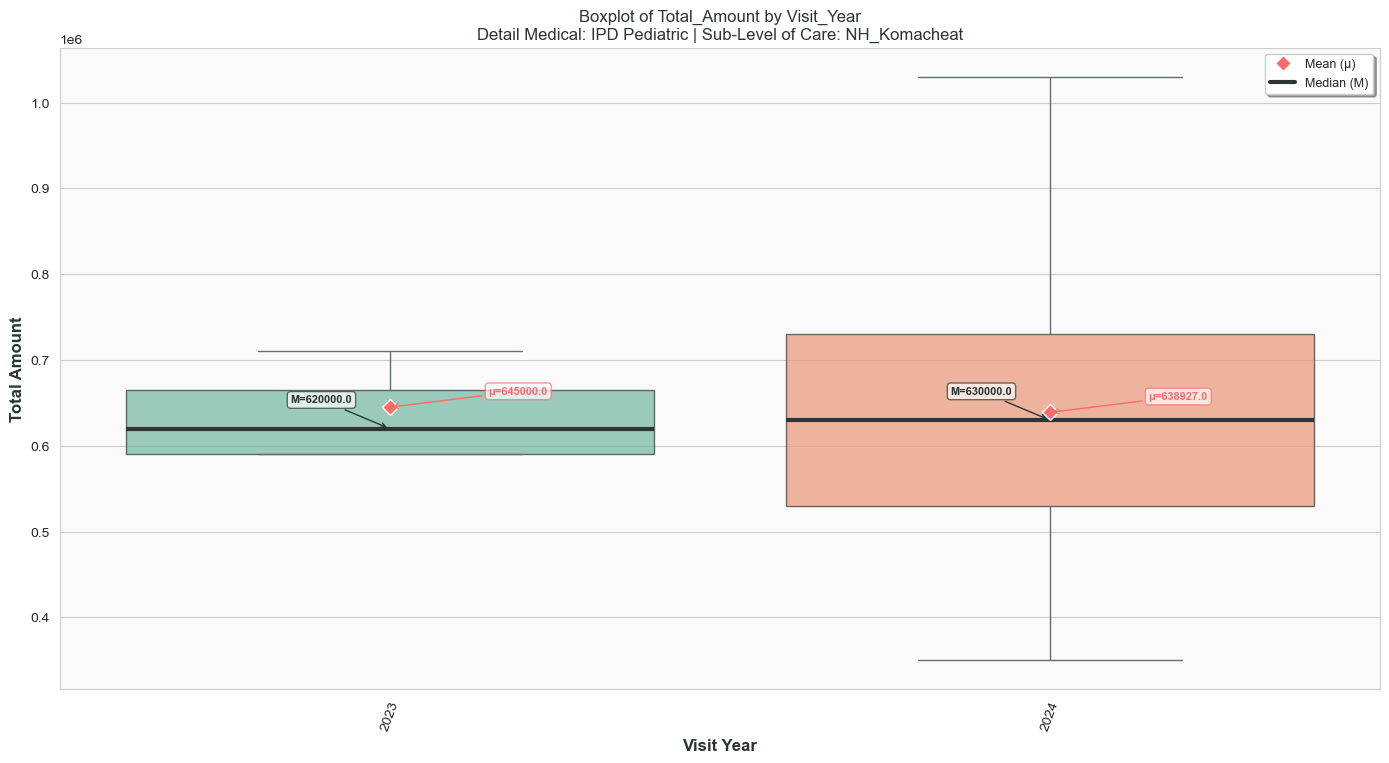 Boxplot of Total_Amount by Visit_Year
Detail Medical: IPD Pediatric | Sub-Level of Care: NH_Komacheat
1e6
Mean (μ)
Median (M)
1.0
0.9
0.8
0.7
0.6
0.5
0.4
Total Amount
M=620000.0
μ=645000.0
M=630000.0
μ=638927.0
2023
2024
Visit Year